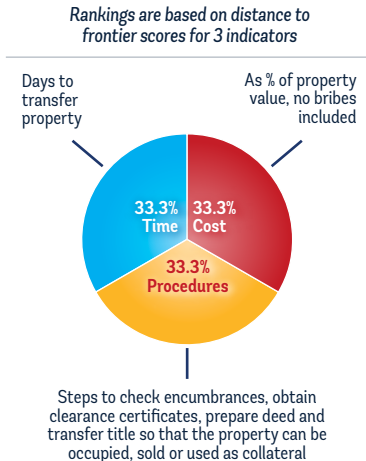 Rankings are based on distance to
frontier scores for 3 indicators
Days to
transfer
property
As % of property
value, no bribes
included
33.3%
Time
33.3%
Cost
33.3%
Procedures
Steps to check encumbrances, obtain
clearance certificates, prepare deed and
transfer title so that the property can be
occupied, sold or used as collateral